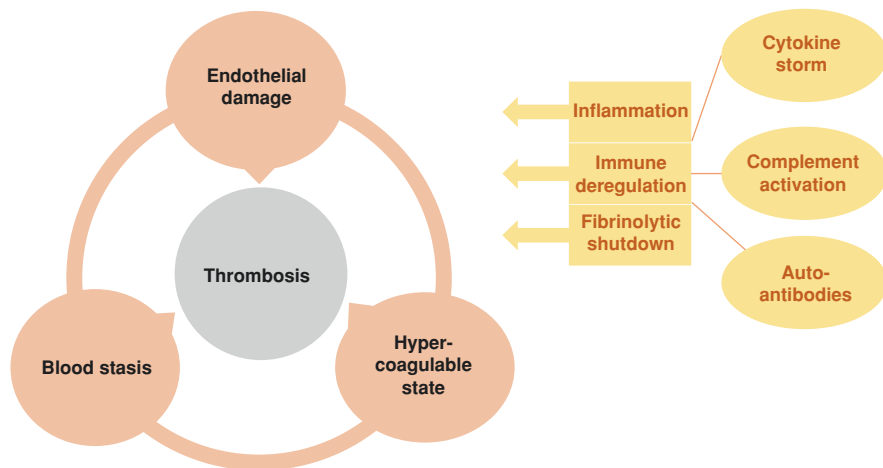 Endothelial
damage
Thrombosis
Blood stasis
Hyper-
coagulable
state
Inflammation
Immune
deregulation
Fibrinolytic
shutdown
Cytokine
storm
Complement
activation
Auto-
antibodies